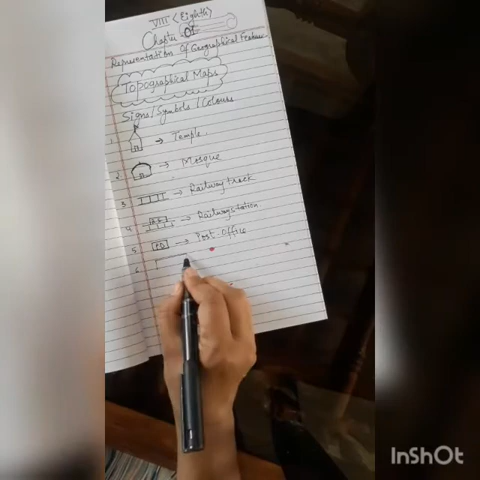 VIII (Eighth)
Chapter 01
Representation Of Geographical Feature
Topographical Maps
Signs/Symbols/Colours
1 → Temple
2 → Mosque
3 → Railway track
4 → Railway station
5 PO → Post Office
6
InShOt